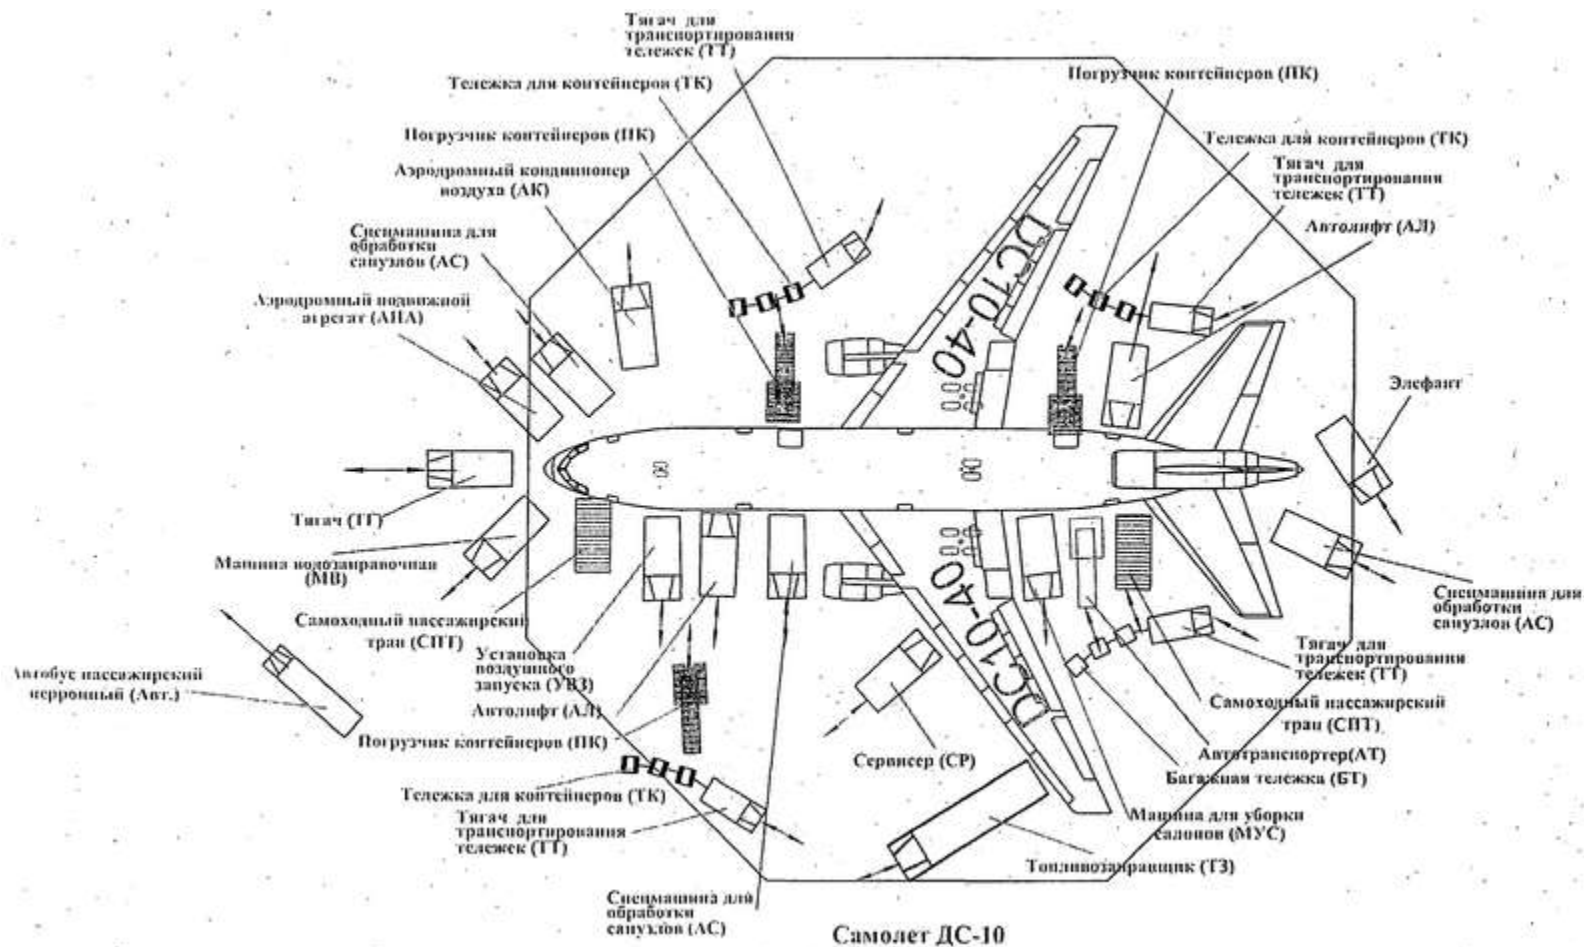 Тягач для
транспортирования
тележек (ТТ)
Тележка для контейнеров (ТК)
Погрузчик контейнеров (ПК)
Аэродромный кондиционер
воздуха (АК)
Спецмашина для
обработки
санузлов (АС)
Аэродромный подвижной
агрегат (АПА)
Тягач (ТГ)
Машина водозаправочная
(МВ)
Самоходный пассажирский
трап (СПТ)
Автобус пассажирский
перронный (Авт.)
Установка
воздушного
запуска (УВЗ)
Автолифт (АЛ)
Погрузчик контейнеров (ПК)
Тележка для контейнеров (ТК)
Тягач для
транспортирования
тележек (ТТ)
Спецмашина для
обработки
санузлов (АС)
Погрузчик контейнеров (ПК)
Тележка для контейнеров (ТК)
Тягач для
транспортирования
тележек (ТТ)
Автолифт (АЛ)
Элефант
DC10-40
DC10-40
Спецмашина для
обработки
санузлов (АС)
Тягач для
транспортирования
тележек (ТТ)
Самоходный пассажирский
трап (СПТ)
Автотранспортер(АТ)
Багажная тележка (БТ)
Сервисер (СР)
Машина для уборки
салонов (МУС)
Топливозаправщик (ТЗ)
Самолет ДС-10